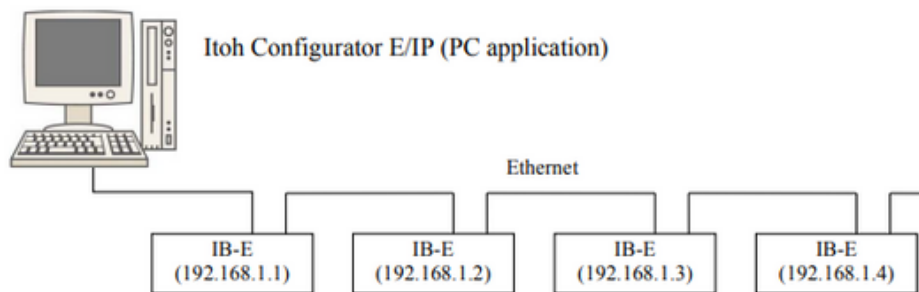 Itoh Configurator E/IP (PC application)
Ethernet
IB-E
(192.168.1.1)
IB-E
(192.168.1.2)
IB-E
(192.168.1.3)
IB-E
(192.168.1.4)